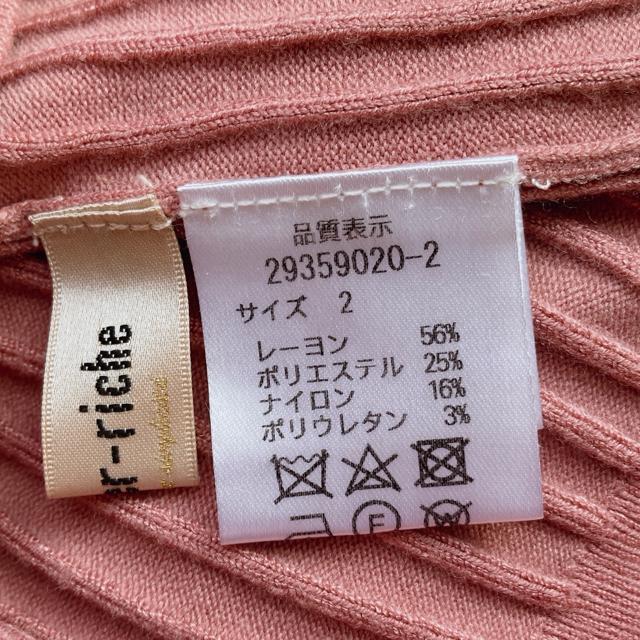 品質表示
29359020-2
サイズ 2
レーヨン 56%
ポリエステル 25%
ナイロン 16%
ポリウレタン 3%
F
er-riche